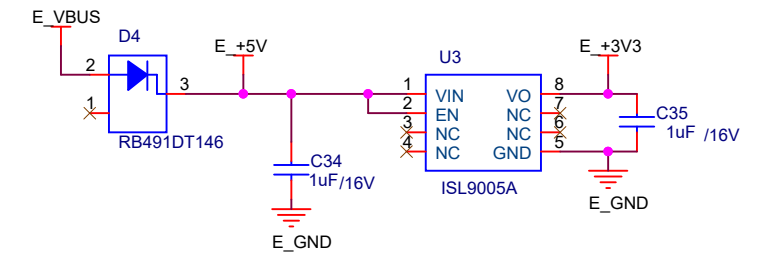 E_VBUS
D4
2
3
1
RB491DT146
E_+5V
C34
1uF/16V
E_GND
U3
1 VIN VO 8
2 EN NC 7
3 NC NC 6
4 NC GND 5
ISL9005A
E_+3V3
C35
1uF /16V
E_GND